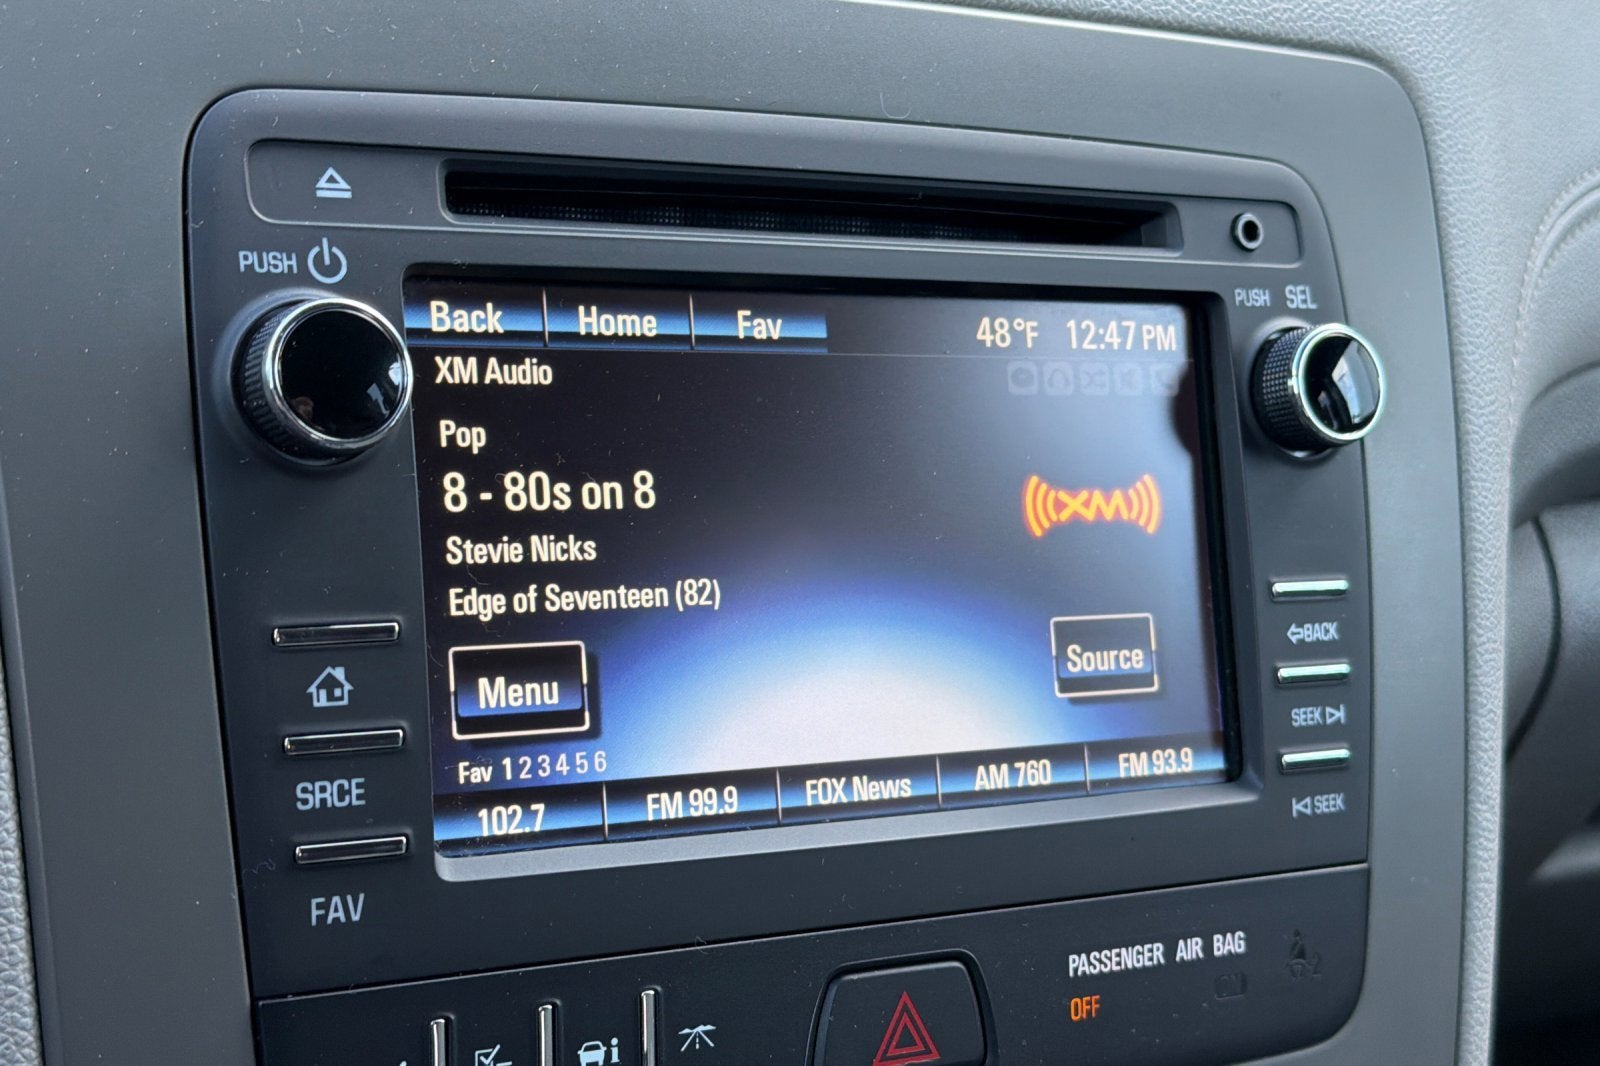 PUSH
Back Home Fav 48°F 12:47 PM
PUSH SEL
XM Audio
Pop
8 - 80s on 8
XM
Stevie Nicks
Edge of Seventeen (82)
Menu
Source
BACK
SEEK
SEEK
Fav 1 2 3 4 5 6
102.7 FM 99.9 FOX News AM 760 FM 93.9
SRCE
FAV
PASSENGER AIR BAG
OFF
i